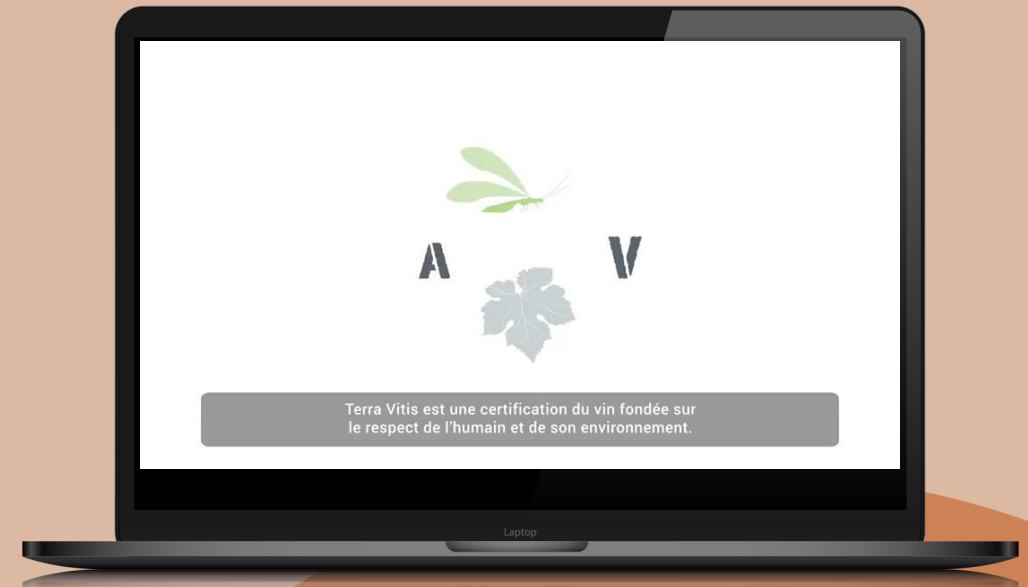 A V
Terra Vitis est une certification du vin fondée sur
le respect de l'humain et de son environnement.
Laptop